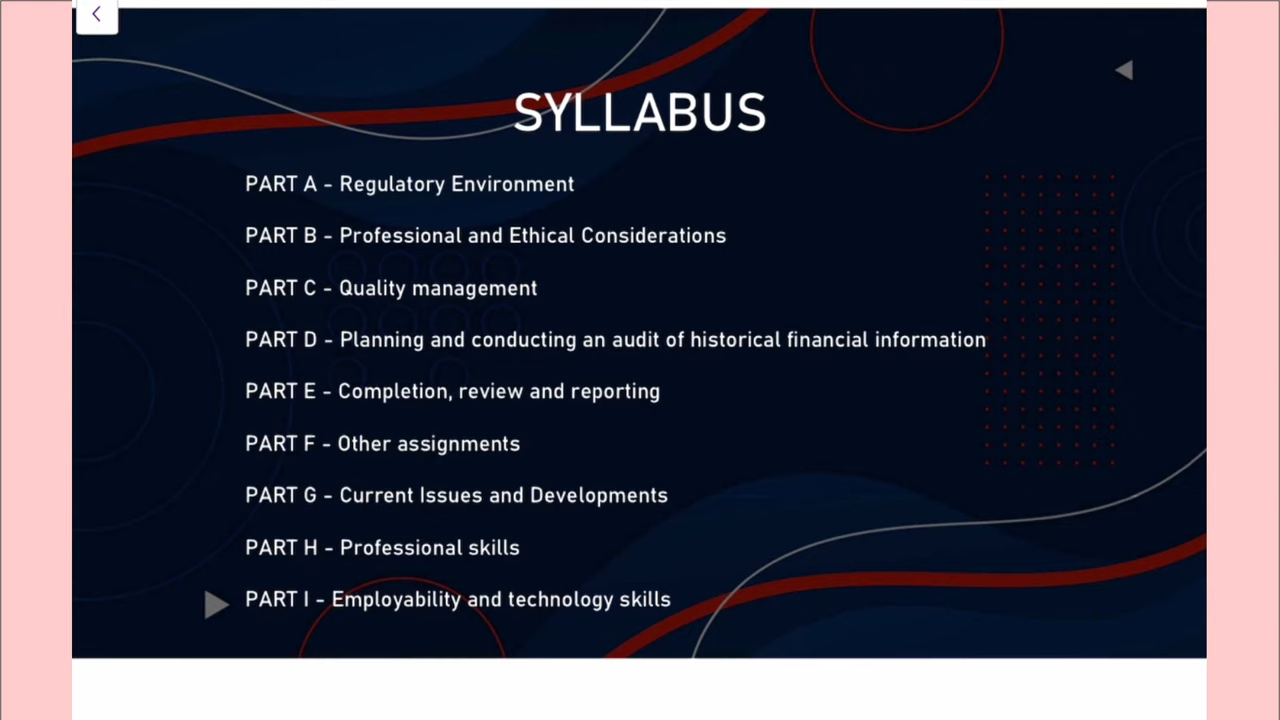 SYLLABUS
PART A - Regulatory Environment
PART B - Professional and Ethical Considerations
PART C - Quality management
PART D - Planning and conducting an audit of historical financial information
PART E - Completion, review and reporting
PART F - Other assignments
PART G - Current Issues and Developments
PART H - Professional skills
PART I - Employability and technology skills